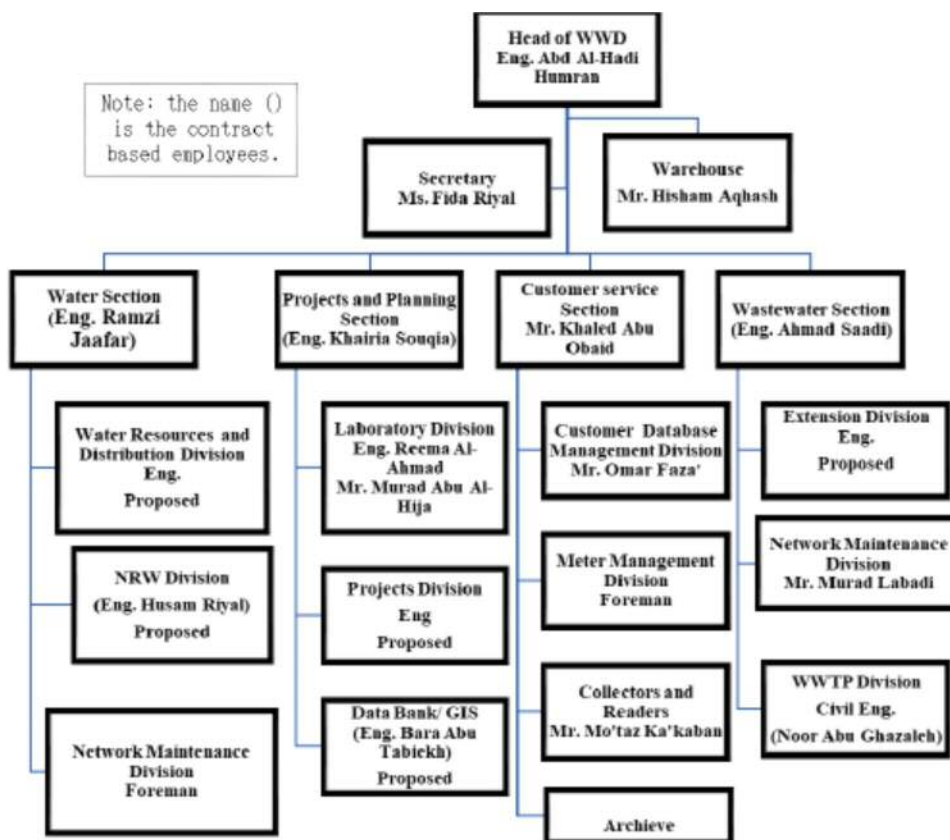 Head of WWD
Eng. Abd Al-Hadi
Humran
Note: the name ()
is the contract
based employees.
Secretary
Ms. Fida Riyal
Warehouse
Mr. Hisham Aqhash
Water Section
(Eng. Ramzi
Jaafar)
Projects and Planning
Section
(Eng. Khairia Souqia)
Customer service
Section
Mr. Khaled Abu
Obaid
Wastewater Section
(Eng. Ahmad Saadi)
Water Resources and
Distribution Division
Eng.
Proposed
NRW Division
(Eng. Husam Riyal)
Proposed
Network Maintenance
Division
Foreman
Laboratory Division
Eng. Reema Al-
Ahmad
Mr. Murad Abu Al-
Hija
Projects Division
Eng
Proposed
Data Bank/ GIS
(Eng. Bara Abu
Tabiekh)
Proposed
Customer Database
Management Division
Mr. Omar Faza'
Meter Management
Division
Foreman
Collectors and
Readers
Mr. Mo'taz Ka'kaban
Archieve
Extension Division
Eng.
Proposed
Network Maintenance
Division
Mr. Murad Labadi
WWTP Division
Civil Eng.
(Noor Abu Ghazaleh)